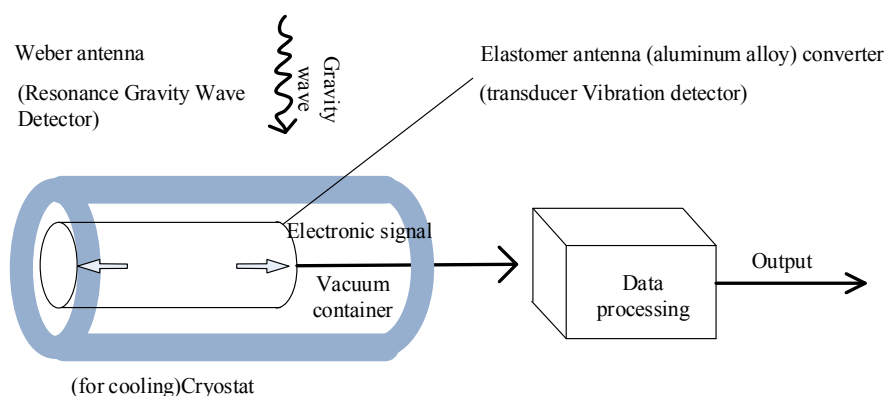 Weber antenna
(Resonance Gravity Wave
Detector)
Gravity
wave
Elastomer antenna (aluminum alloy) converter
(transducer Vibration detector)
Electronic signal
Vacuum
container
Data
processing
Output
(for cooling)Cryostat